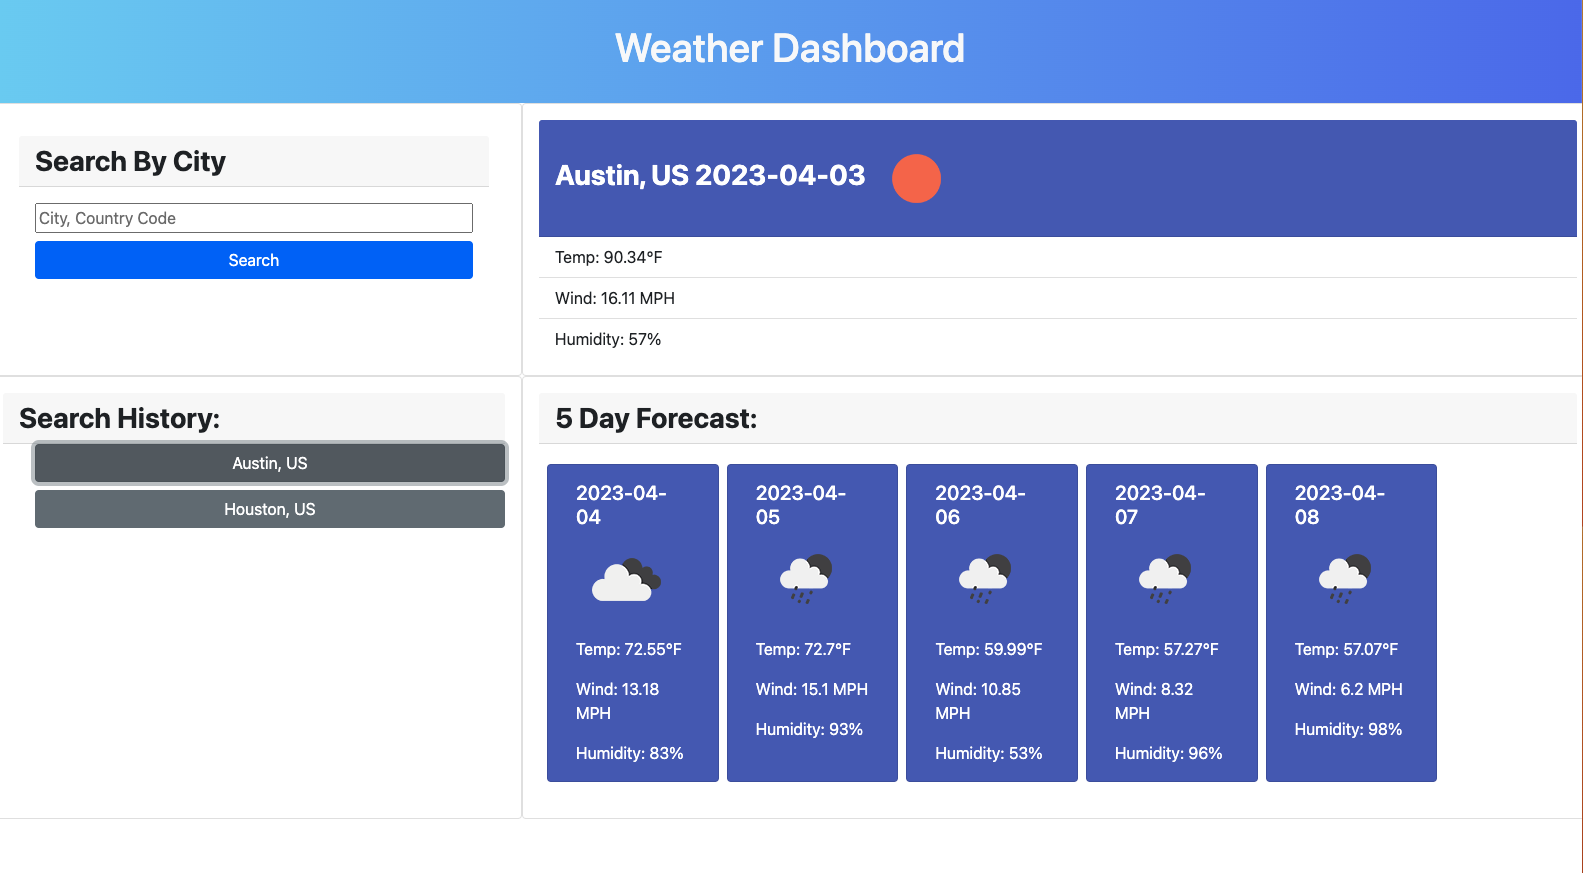 Weather Dashboard
Search By City
City, Country Code
Search
Austin, US 2023-04-03
Temp: 90.34°F
Wind: 16.11 MPH
Humidity: 57%
Search History:
Austin, US
Houston, US
5 Day Forecast:
2023-04-
04
Temp: 72.55°F
Wind: 13.18
MPH
Humidity: 83%
2023-04-
05
Temp: 72.7°F
Wind: 15.1 MPH
Humidity: 93%
2023-04-
06
Temp: 59.99°F
Wind: 10.85
MPH
Humidity: 53%
2023-04-
07
Temp: 57.27°F
Wind: 8.32
MPH
Humidity: 96%
2023-04-
08
Temp: 57.07°F
Wind: 6.2 MPH
Humidity: 98%